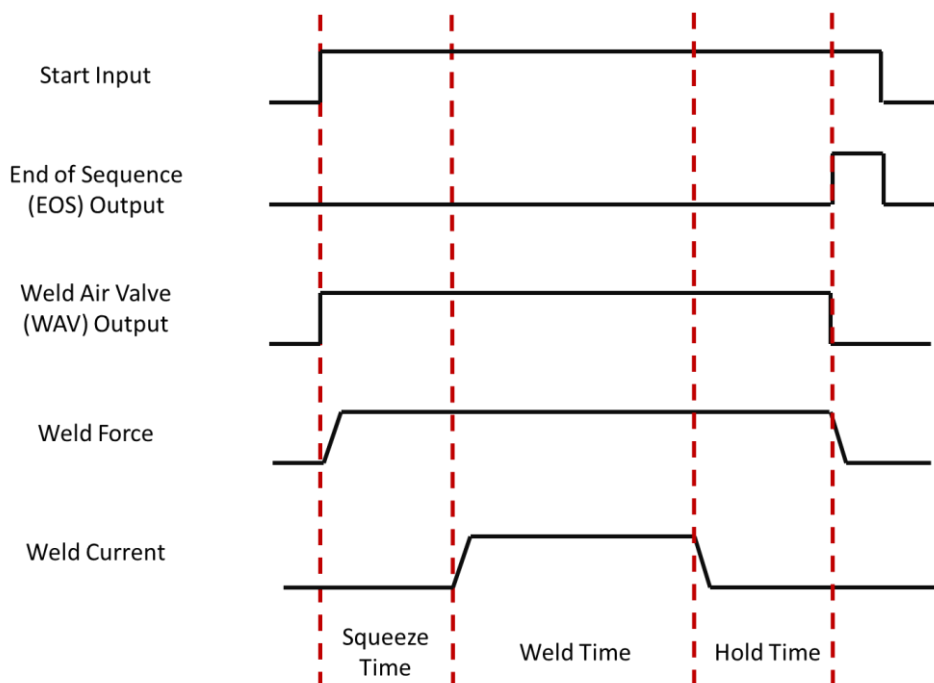 Start Input
End of Sequence
(EOS) Output
Weld Air Valve
(WAV) Output
Weld Force
Weld Current
Squeeze
Time
Weld Time
Hold Time